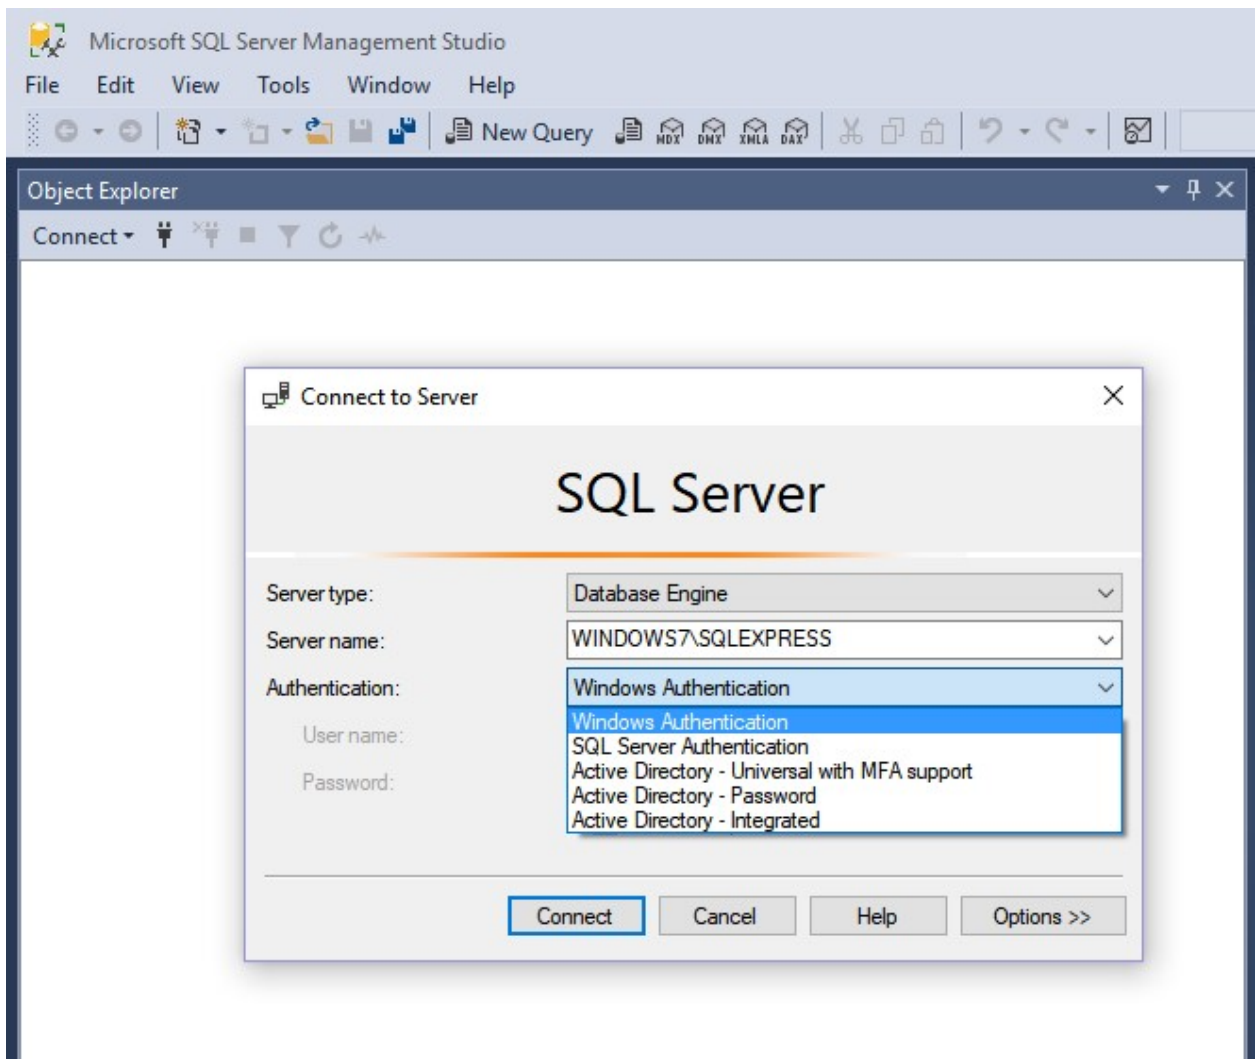 Microsoft SQL Server Management Studio
File Edit View Tools Window Help
New Query MDX DMX XMLA DAX
Object Explorer
Connect
Connect to Server
SQL Server
Server type: Database Engine
Server name: WINDOWS7\SQLEXPRESS
Authentication: Windows Authentication
Windows Authentication
User name:
SQL Server Authentication
Active Directory - Universal with MFA support
Password:
Active Directory - Password
Active Directory - Integrated
Connect Cancel Help Options >>